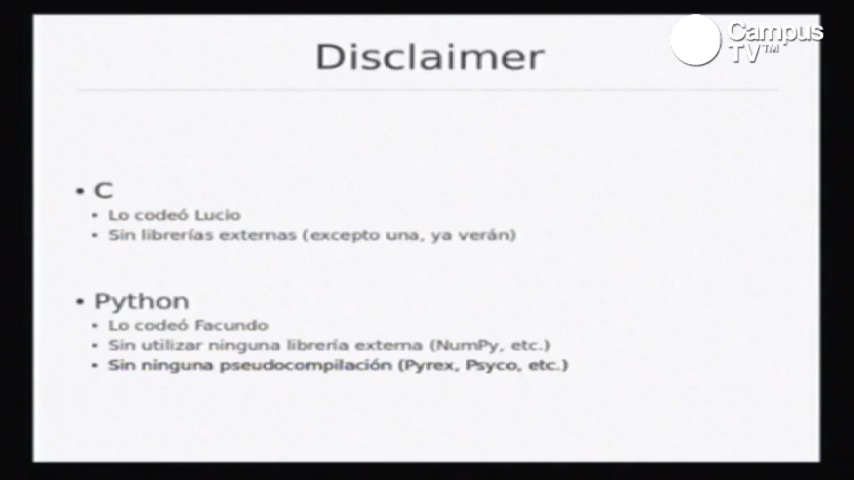 Disclaimer
Campus
TV™
• C
• Lo codeó Lucio
• Sin librerías externas (excepto una, ya verán)
• Python
• Lo codeó Facundo
• Sin utilizar ninguna librería externa (NumPy, etc.)
• Sin ninguna pseudocompilación (Pyrex, Psyco, etc.)